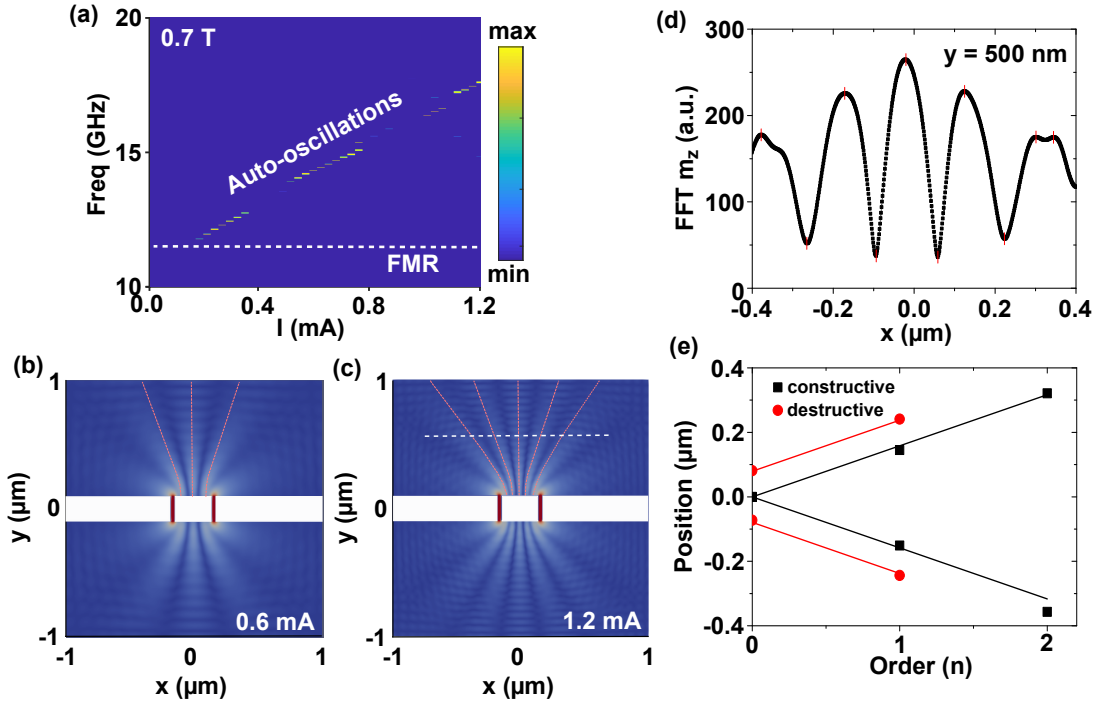 (a)
20
0.7 T
max
Auto-oscillations
15
Freq (GHz)
FMR
min
10
0.0
0.4
0.8
1.2
I (mA)
(b)
1
y (µm)
0
-1
0.6 mA
-1
0
1
x (µm)
(c)
1
y (µm)
0
-1
1.2 mA
-1
0
1
x (µm)
(d)
300
y = 500 nm
200
FFT m_z (a.u.)
100
0
-0.4
-0.2
0.0
0.2
0.4
x (µm)
(e)
0.4
constructive
destructive
0.2
Position (µm)
0.0
-0.2
-0.4
0
1
2
Order (n)